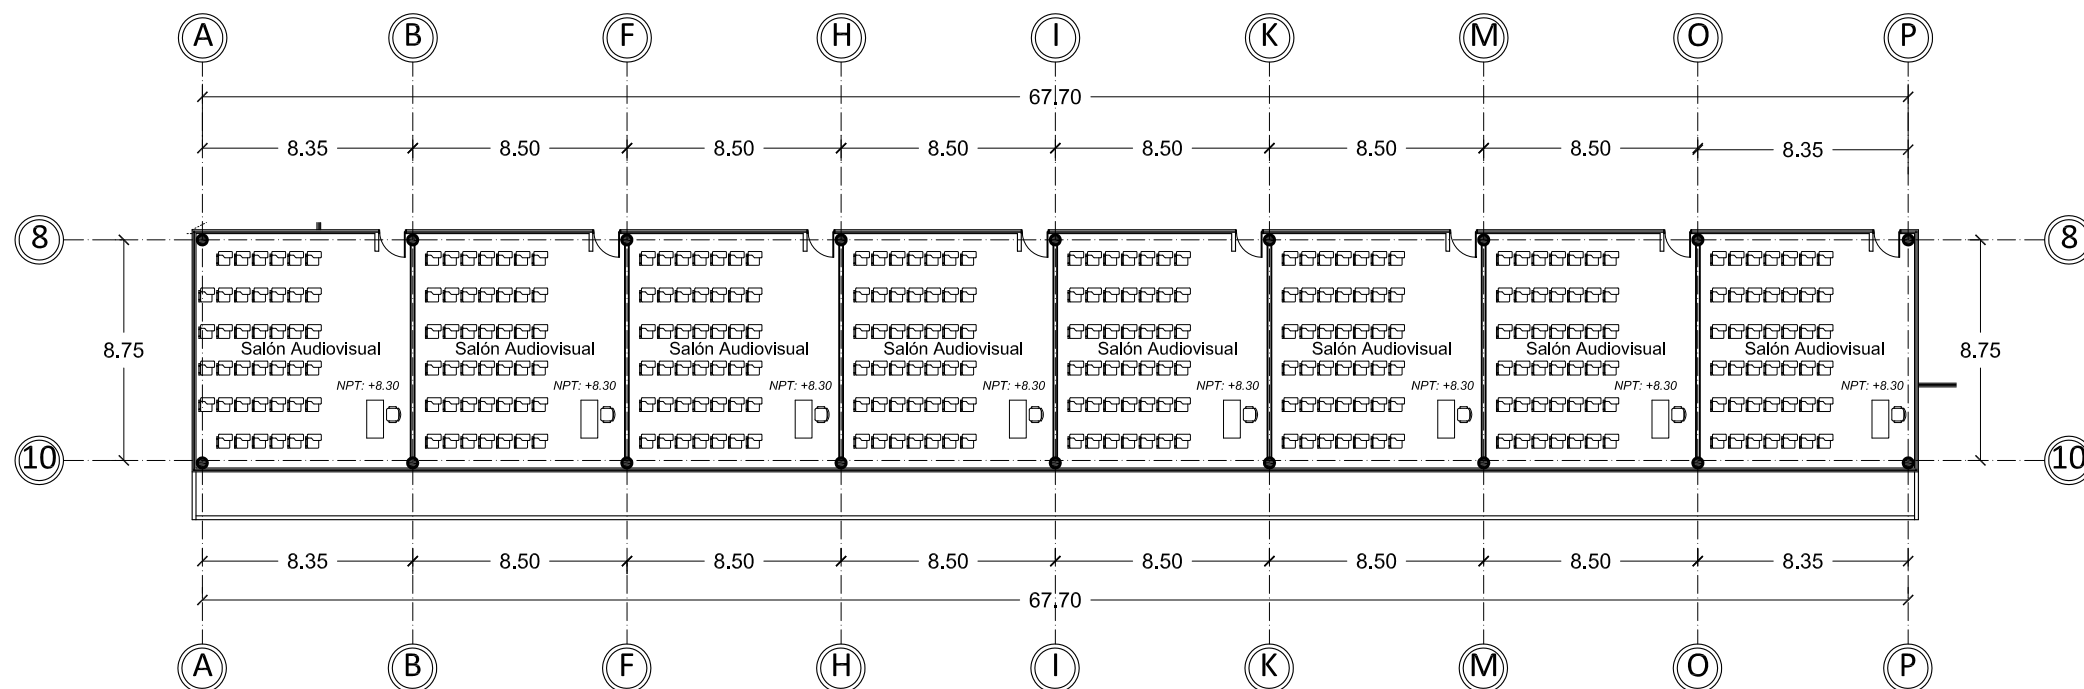 A B F H I K M O P
67.70
8.35 8.50 8.50 8.50 8.50 8.50 8.50 8.35
8 8
8.75 8.75
Salón Audiovisual Salón Audiovisual Salón Audiovisual Salón Audiovisual Salón Audiovisual Salón Audiovisual Salón Audiovisual Salón Audiovisual
NPT: +8.30 NPT: +8.30 NPT: +8.30 NPT: +8.30 NPT: +8.30 NPT: +8.30 NPT: +8.30 NPT: +8.30
10 10
8.35 8.50 8.50 8.50 8.50 8.50 8.50 8.35
67.70
A B F H I K M O P